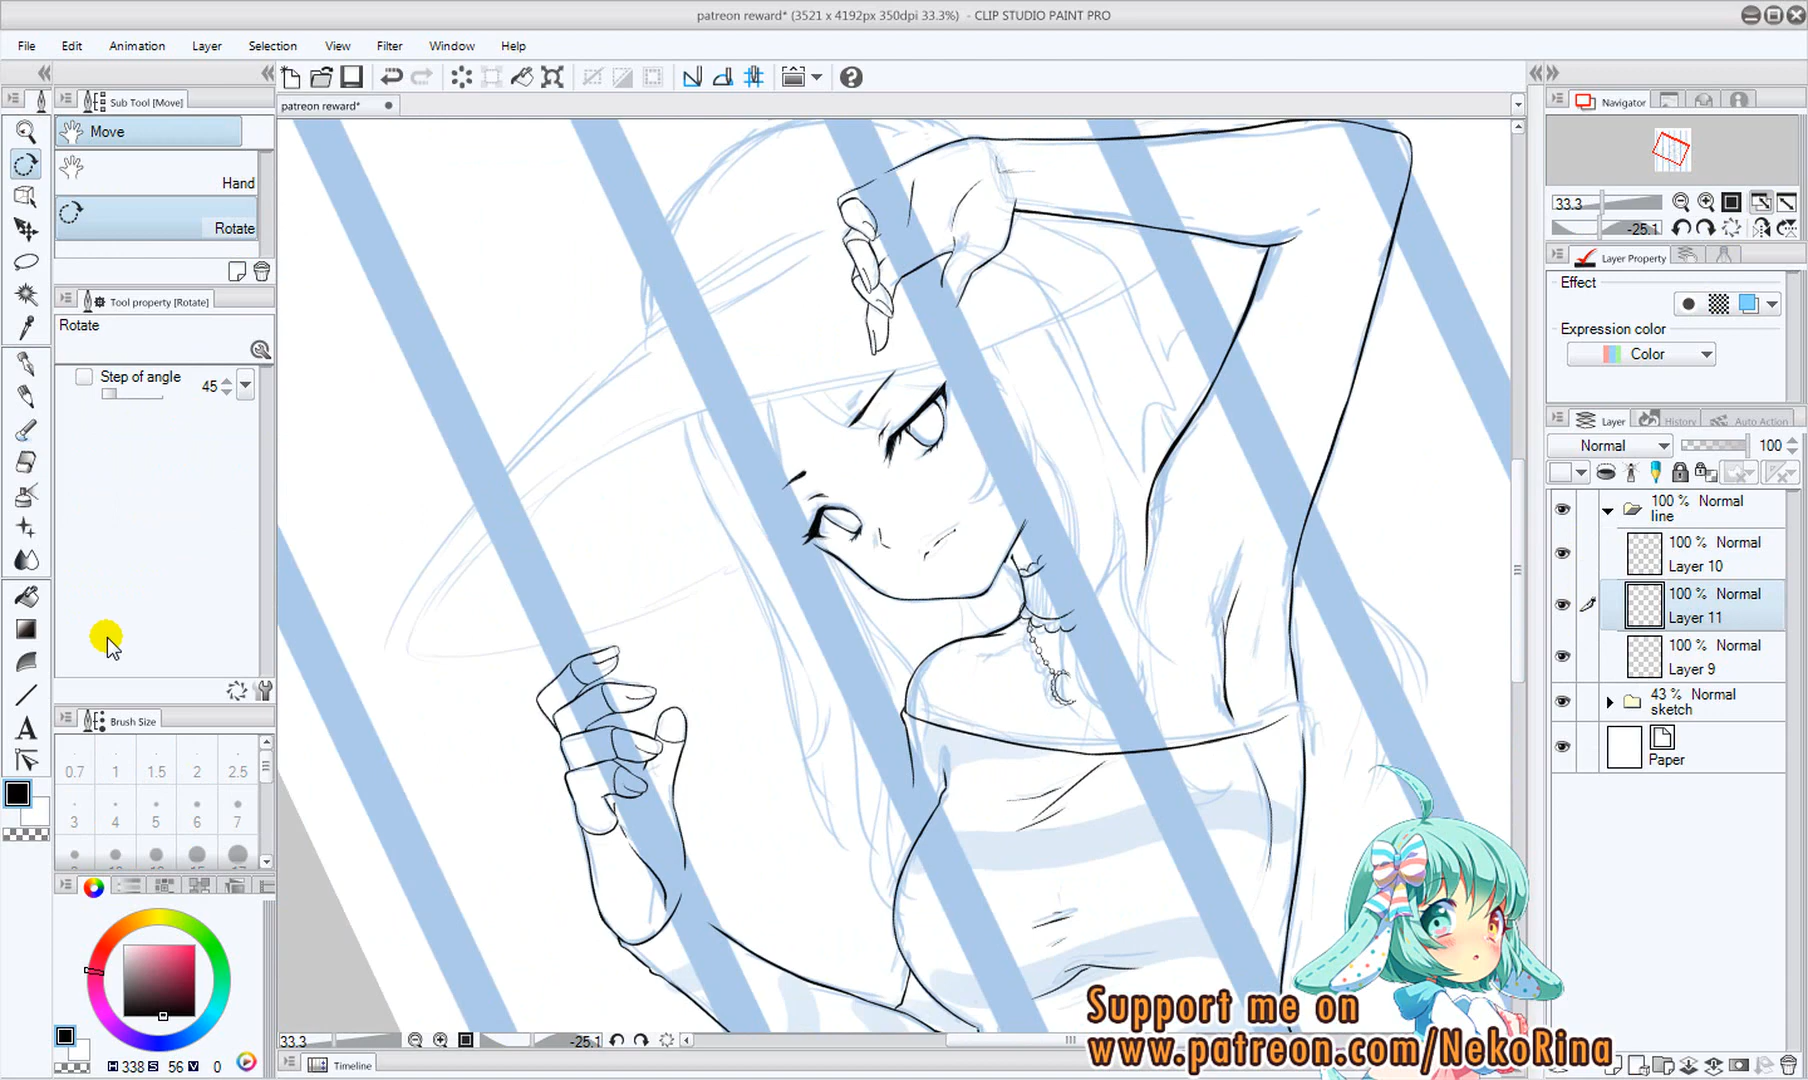 patreon reward* (3521 x 4192px 350dpi 33.3%) - CLIP STUDIO PAINT PRO
File Edit Animation Layer Selection View Filter Window Help
Sub Tool [Move]
Move
Hand
Rotate
Tool property [Rotate]
Rotate
Step of angle 45
Brush Size
0.7 1 1.5 2 2.5
3 4 5 6 7
H 338 S 56 V 0
patreon reward*
33.3
-25.1
Timeline
Navigator
33.3
-25.1
Layer Property
Effect
Expression color
Color
Layer History Auto Action
Normal 100
100 % Normal
line
100 % Normal
Layer 10
100 % Normal
Layer 11
100 % Normal
Layer 9
43 % Normal
sketch
Paper
Support me on
www.patreon.com/NekoRina